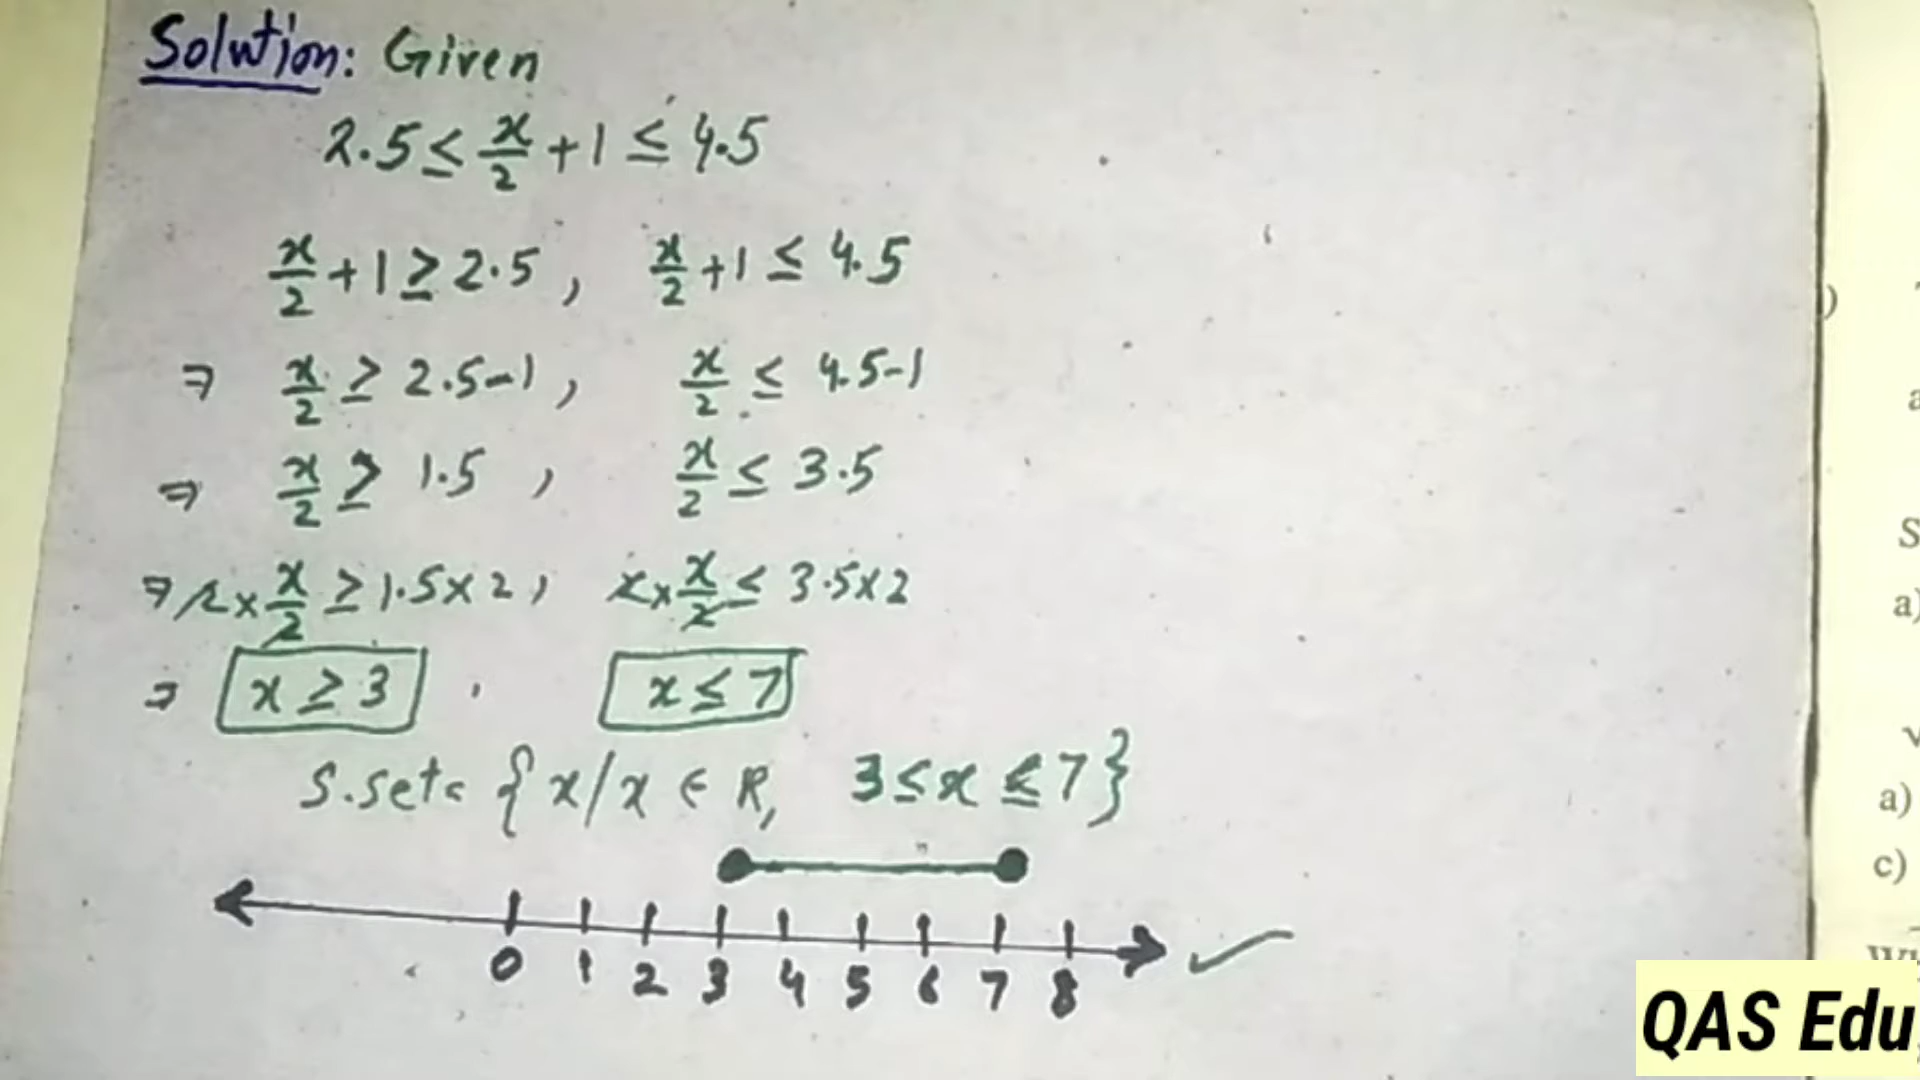 Solution: Given
2.5 ≤ x/2 + 1 ≤ 4.5
x/2 + 1 ≥ 2.5 , x/2 + 1 ≤ 4.5
⇒ x/2 ≥ 2.5-1 , x/2 ≤ 4.5-1
⇒ x/2 ≥ 1.5 , x/2 ≤ 3.5
⇒ 2 × x/2 ≥ 1.5×2 , 2 × x/2 ≤ 3.5×2
⇒ x ≥ 3 , x ≤ 7
S.set= {x/x ∈ R, 3 ≤ x ≤ 7}
0 1 2 3 4 5 6 7 8
)
a
S
a)
a)
c)
QAS Edu